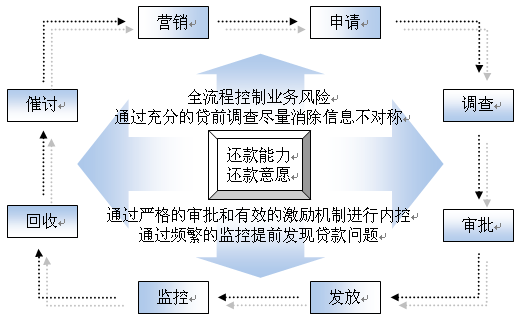 营销
申请
催讨
调查
全流程控制业务风险
通过充分的贷前调查尽量消除信息不对称
还款能力
还款意愿
回收
审批
通过严格的审批和有效的激励机制进行内控
通过频繁的监控提前发现贷款问题
监控
发放